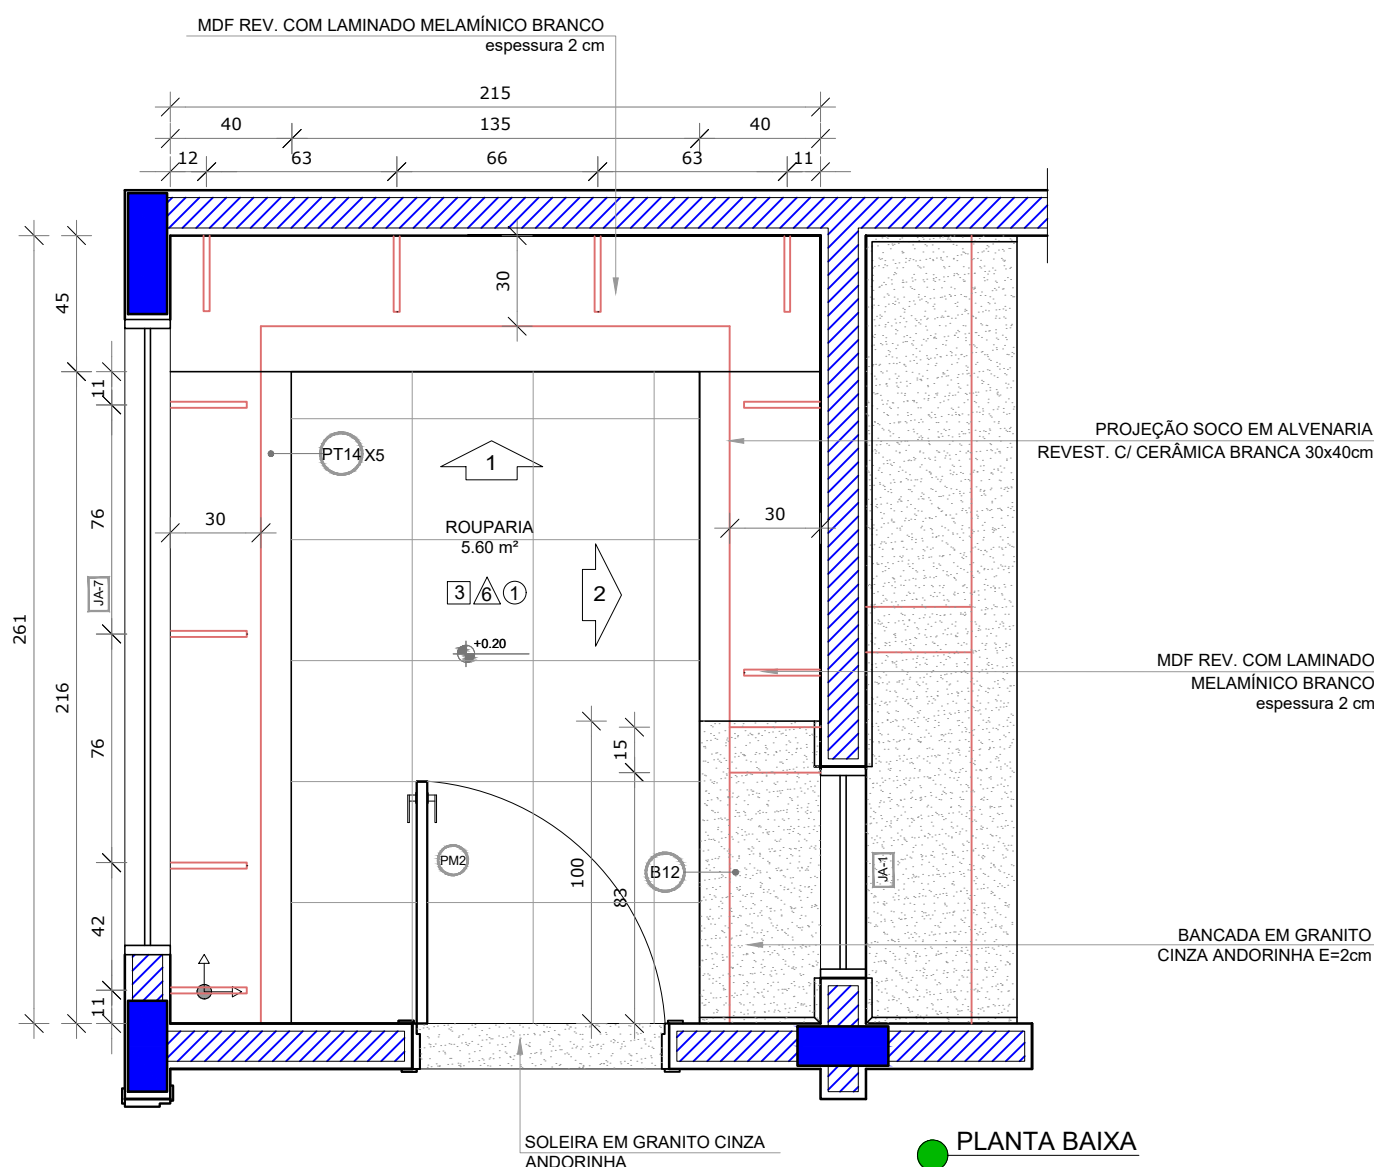 MDF REV. COM LAMINADO MELAMÍNICO BRANCO
espessura 2 cm
215
40 135 40
12 63 66 63 11
45
30
11
PT14 X5
1
PROJEÇÃO SOCO EM ALVENARIA
REVEST. C/ CERÂMICA BRANCA 30x40cm
76
30
30
ROUPARIA
5.60 m²
JA-7
3 6 1
2
261
+0.20
MDF REV. COM LAMINADO
MELAMÍNICO BRANCO
espessura 2 cm
216
76
15
PM2
100
B12
JA-1
83
42
BANCADA EM GRANITO
CINZA ANDORINHA E=2cm
11
SOLEIRA EM GRANITO CINZA
ANDORINHA
PLANTA BAIXA